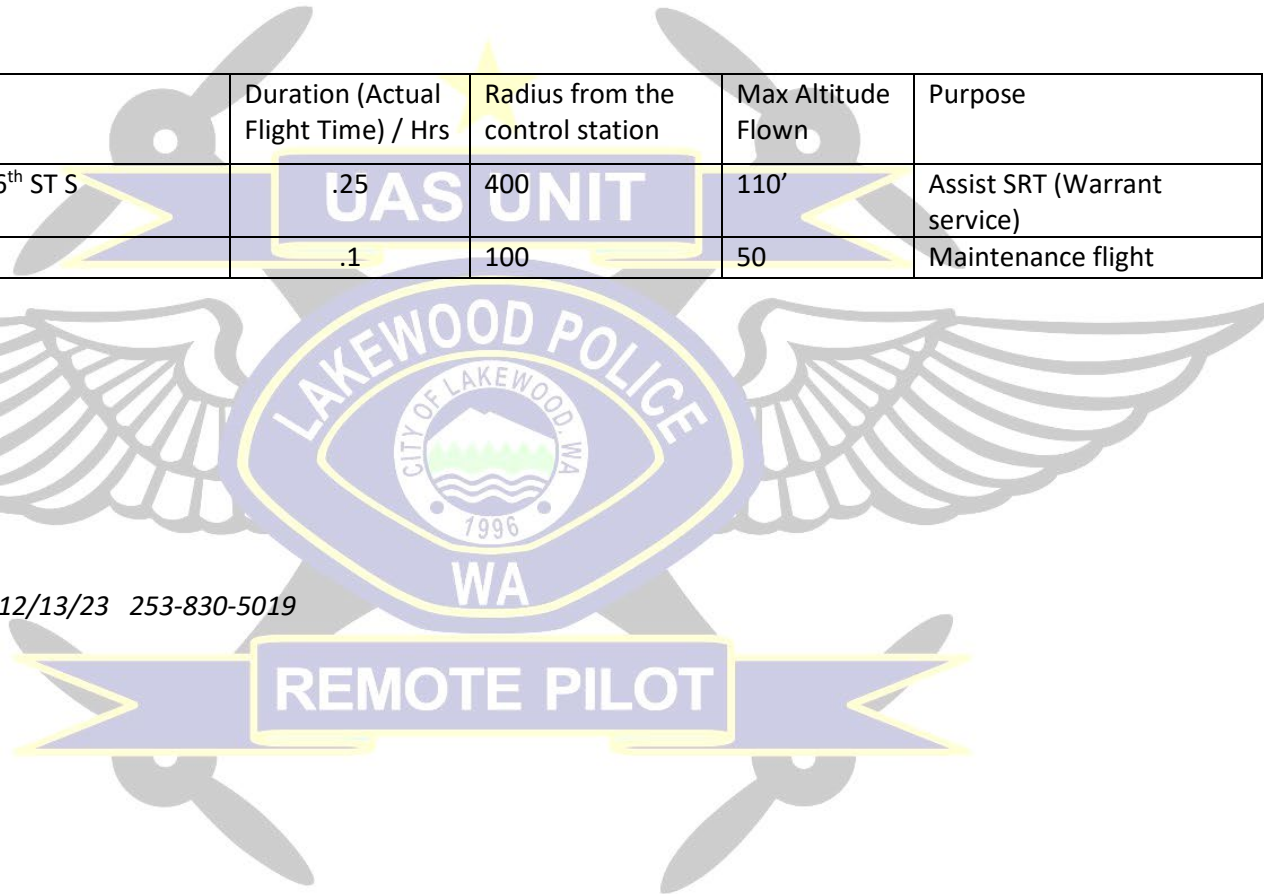 Duration (Actual Flight Time) / Hrs
Radius from the control station
Max Altitude Flown
Purpose
6th ST S
.25
400
110’
Assist SRT (Warrant service)
.1
100
50
Maintenance flight
UAS UNIT
LAKEWOOD POLICE
CITY OF LAKEWOOD, WA
1996
WA
12/13/23 253-830-5019
REMOTE PILOT